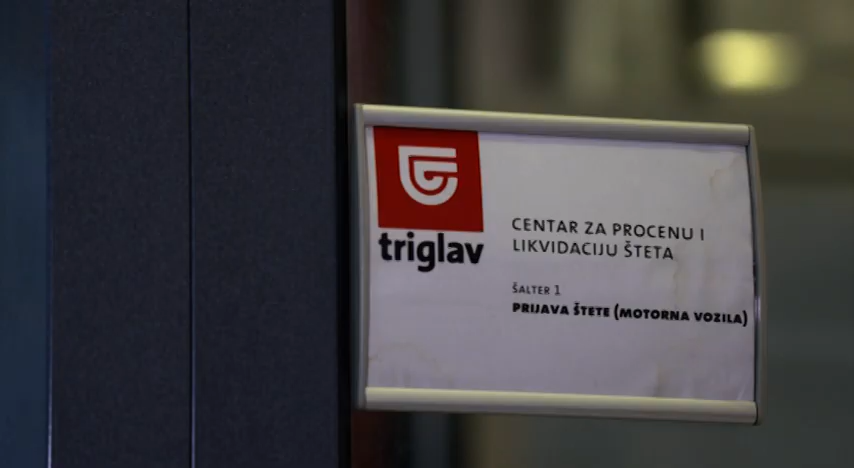 triglav
CENTAR ZA PROCENU I
LIKVIDACIJU ŠTETA
ŠALTER 1
PRIJAVA ŠTETE (MOTORNA VOZILA)